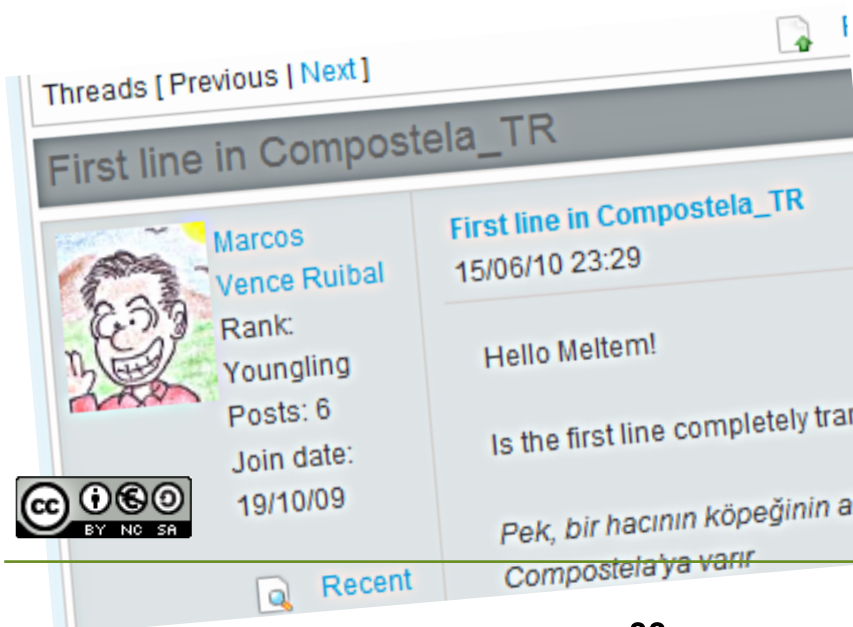 Threads [ Previous | Next ]
First line in Compostela_TR
Marcos
Vence Ruibal
Rank:
Youngling
Posts: 6
Join date:
19/10/09
Recent
First line in Compostela_TR
15/06/10 23:29
Hello Meltem!
Is the first line completely
Pek, bir hacının köpeğinin
Compostela'ya varır
cc
BY NC SA